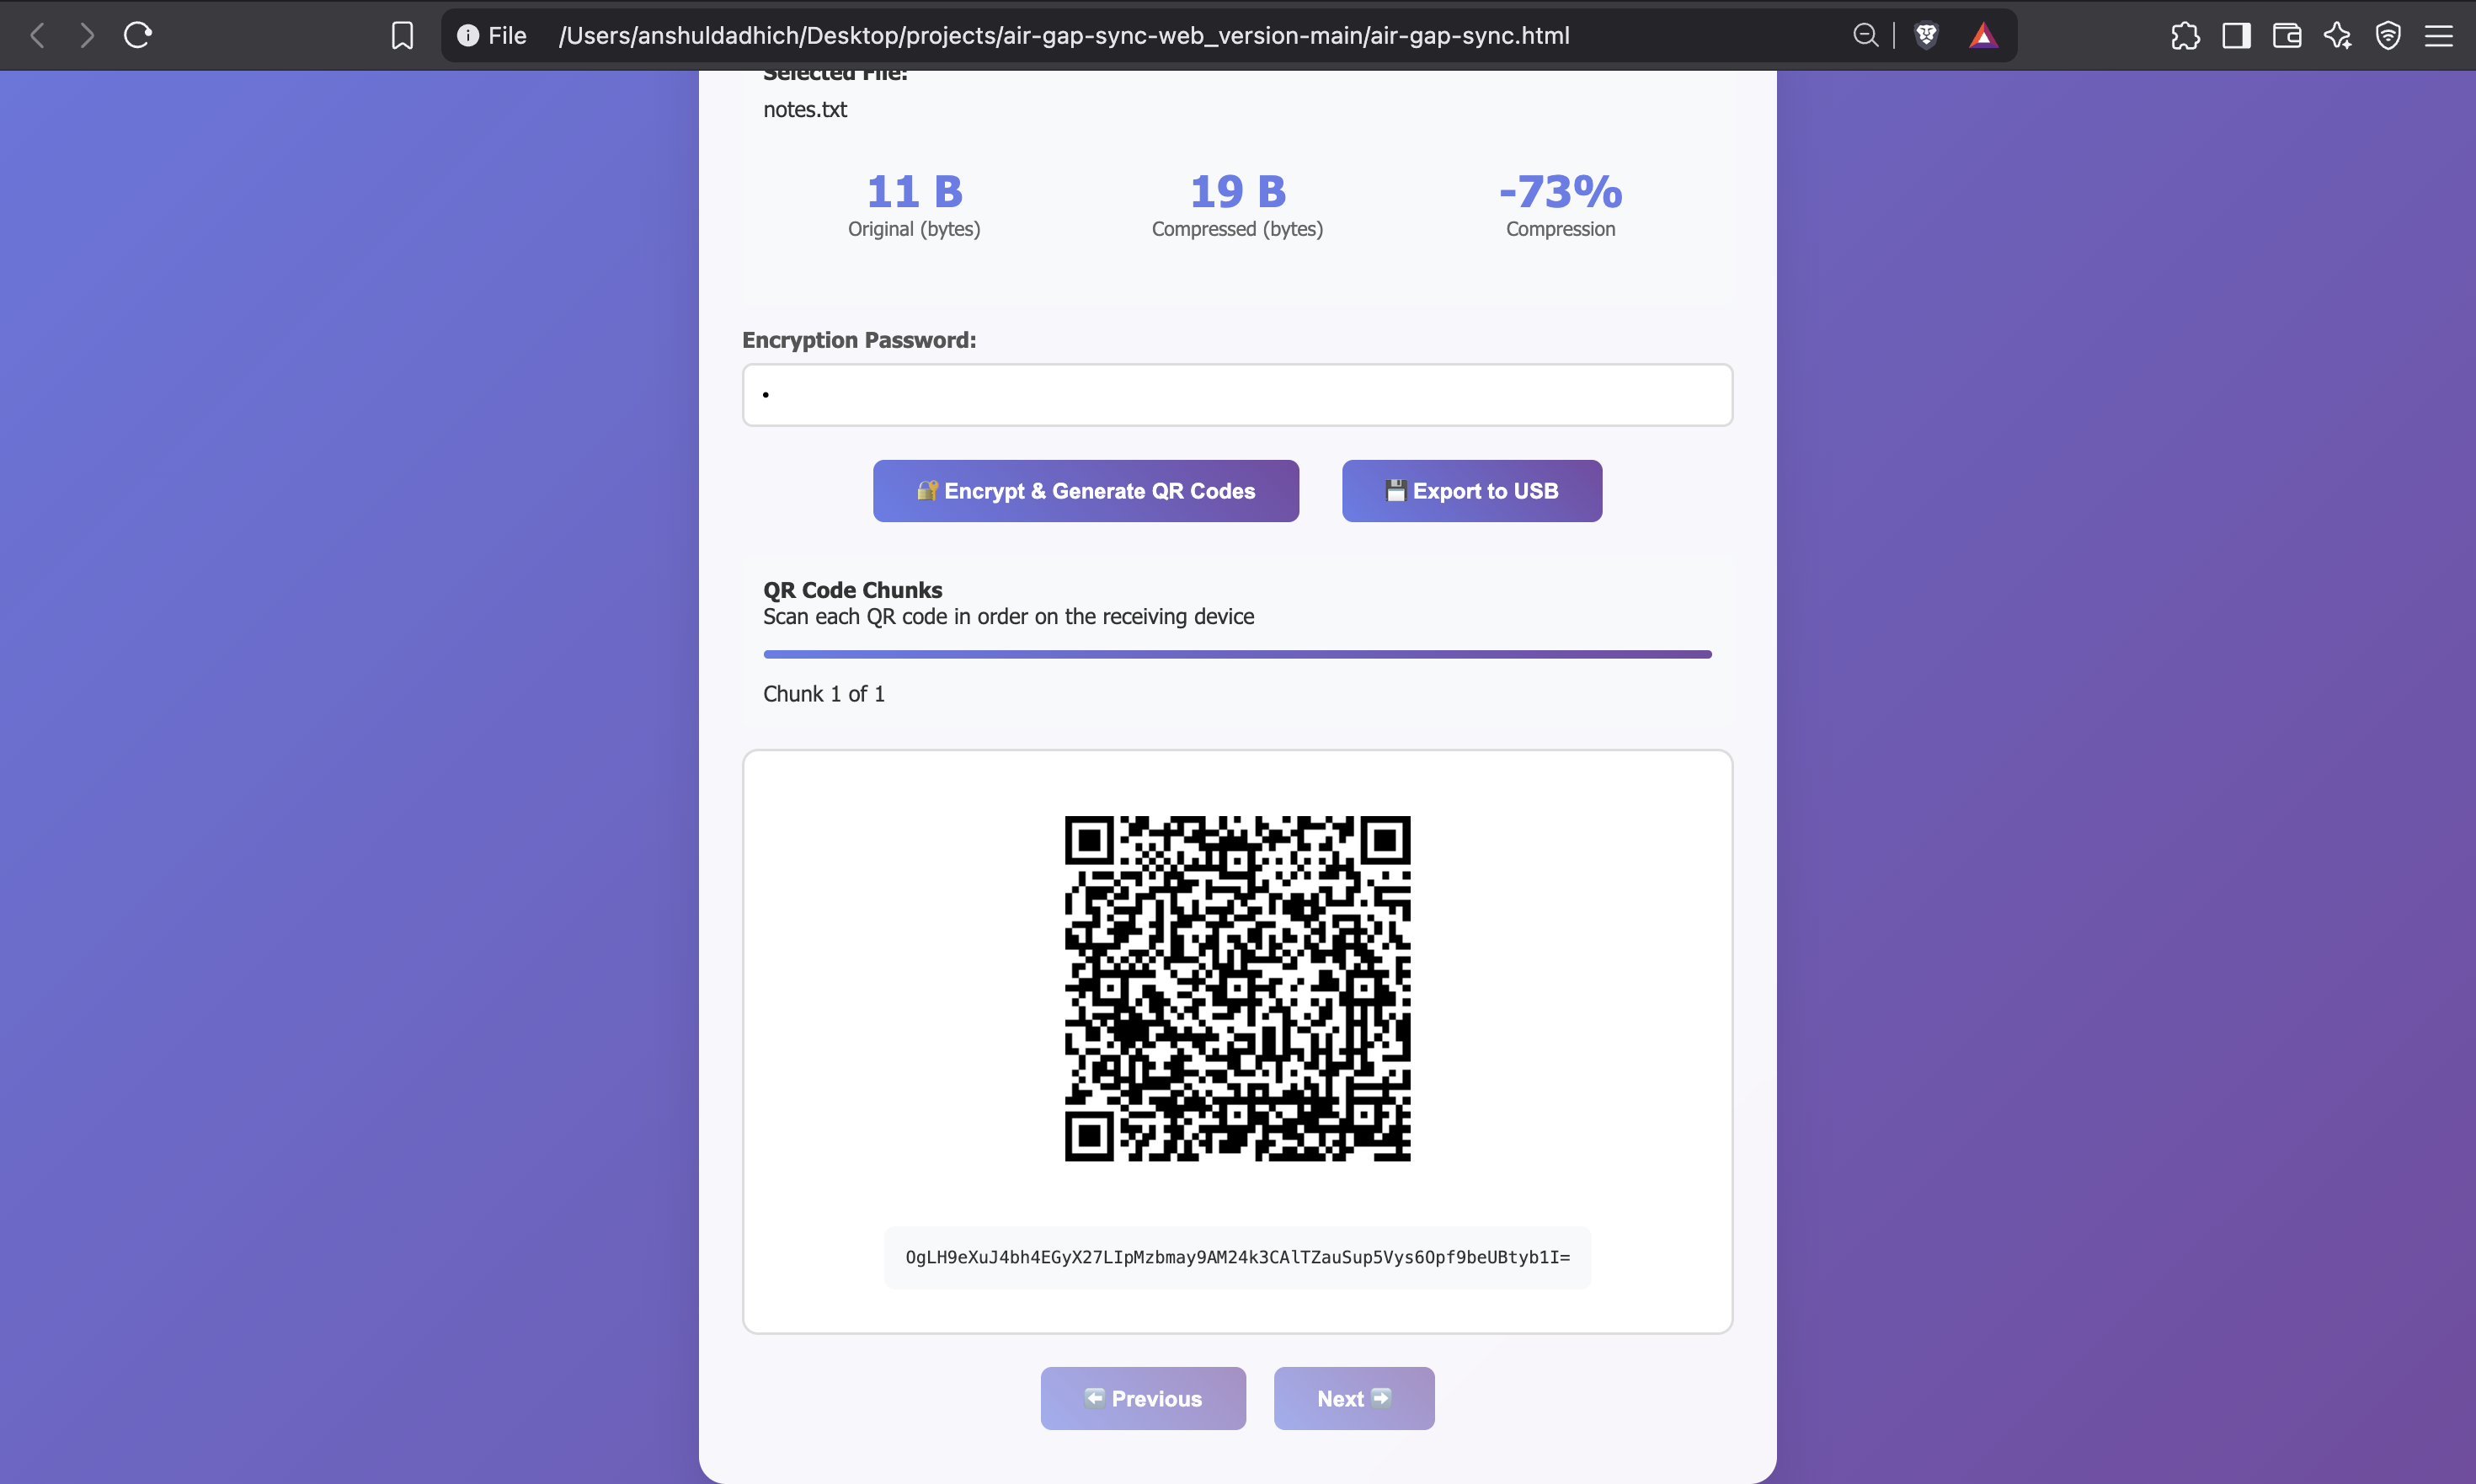 File /Users/anshuldadhich/Desktop/projects/air-gap-sync-web_version-main/air-gap-sync.html
Selected File:
notes.txt
11 B 19 B -73%
Original (bytes) Compressed (bytes) Compression
Encryption Password:
🔐 Encrypt & Generate QR Codes 💾 Export to USB
QR Code Chunks
Scan each QR code in order on the receiving device
Chunk 1 of 1
OgLH9eXuJ4bh4EGyX27LIpMzbmay9AM24k3CAlTZauSup5Vys6Opf9beUBtyb1I=
⬅️ Previous Next ➡️